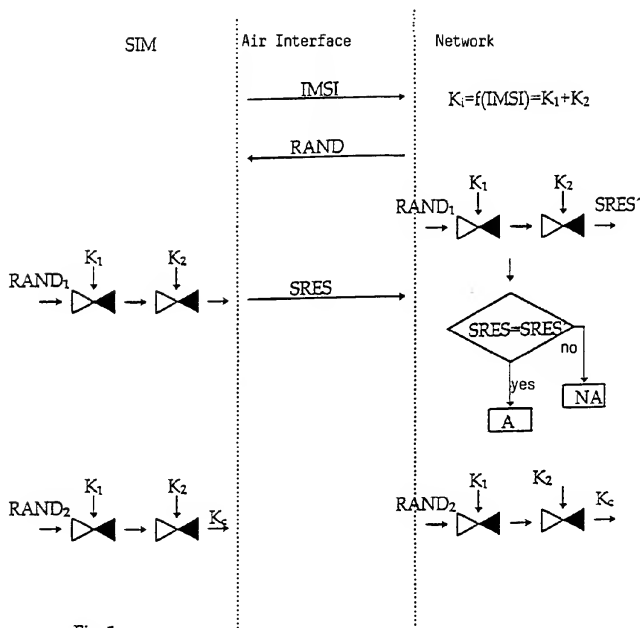 SIM
Air Interface
Network
IMSI
Ki=f(IMSI)=K1+K2
RAND
K1
K2
RAND1
SRES'
K1
K2
RAND1
SRES
SRES=SRES'
no
yes
NA
A
K1
K2
RAND2
Kc
K1
K2
RAND2
Kc